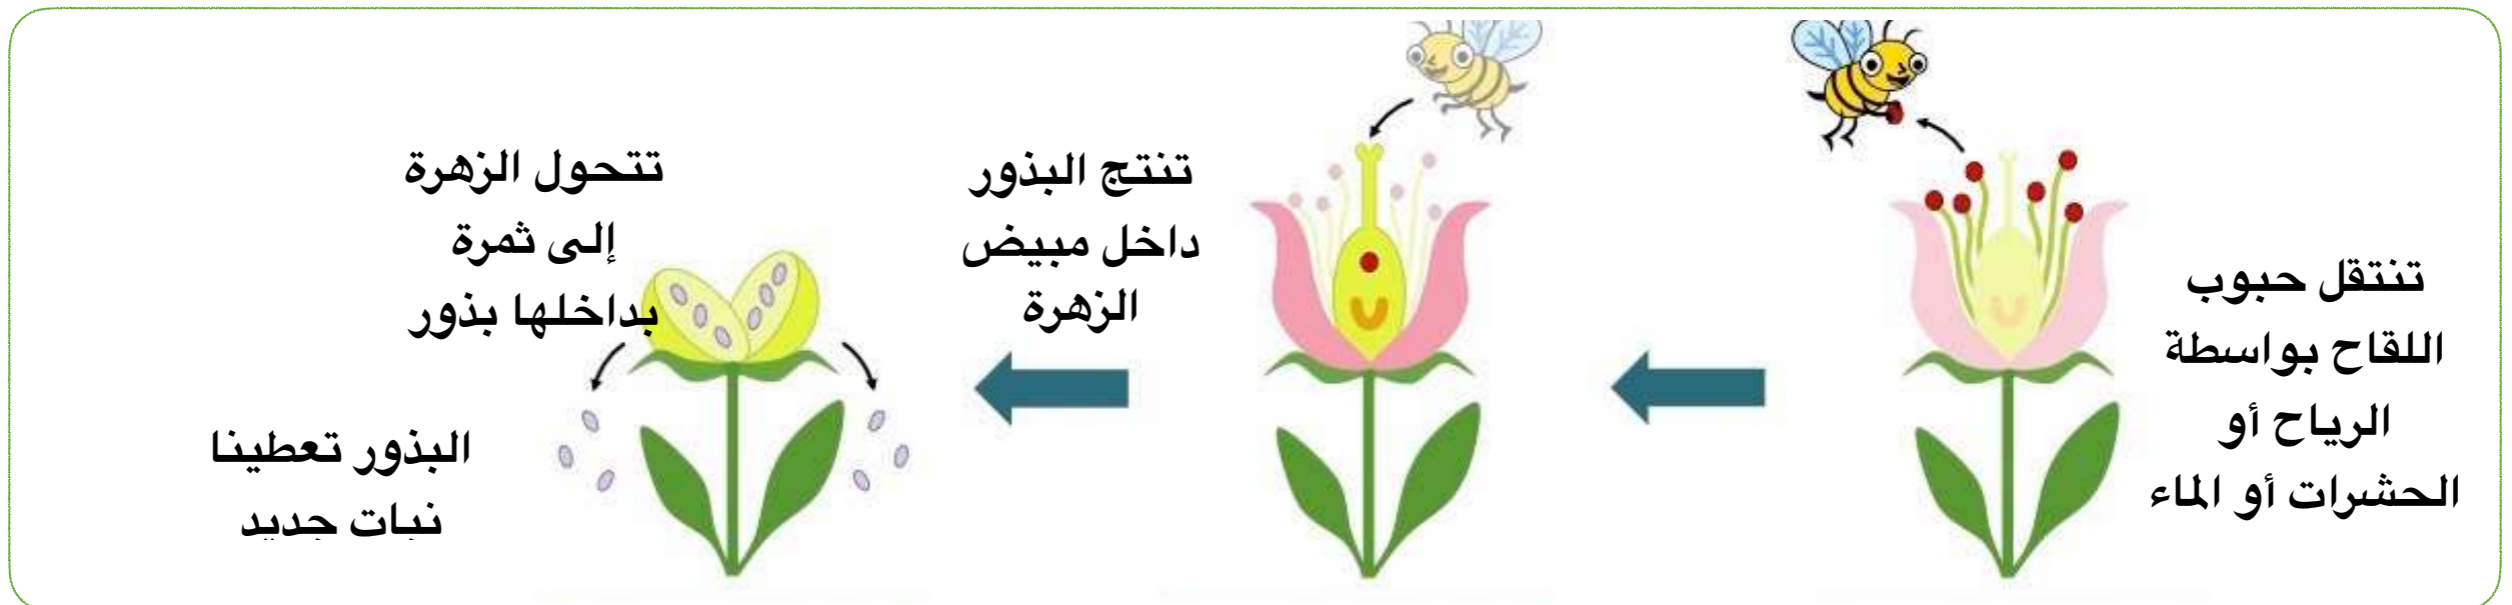 تنتقل حبوب
اللقاح بواسطة
الرياح أو
الحشرات أو الماء
تنتج البذور
داخل مبيض
الزهرة
تتحول الزهرة
إلى ثمرة
بداخلها بذور
البذور تعطينا
نبات جديد